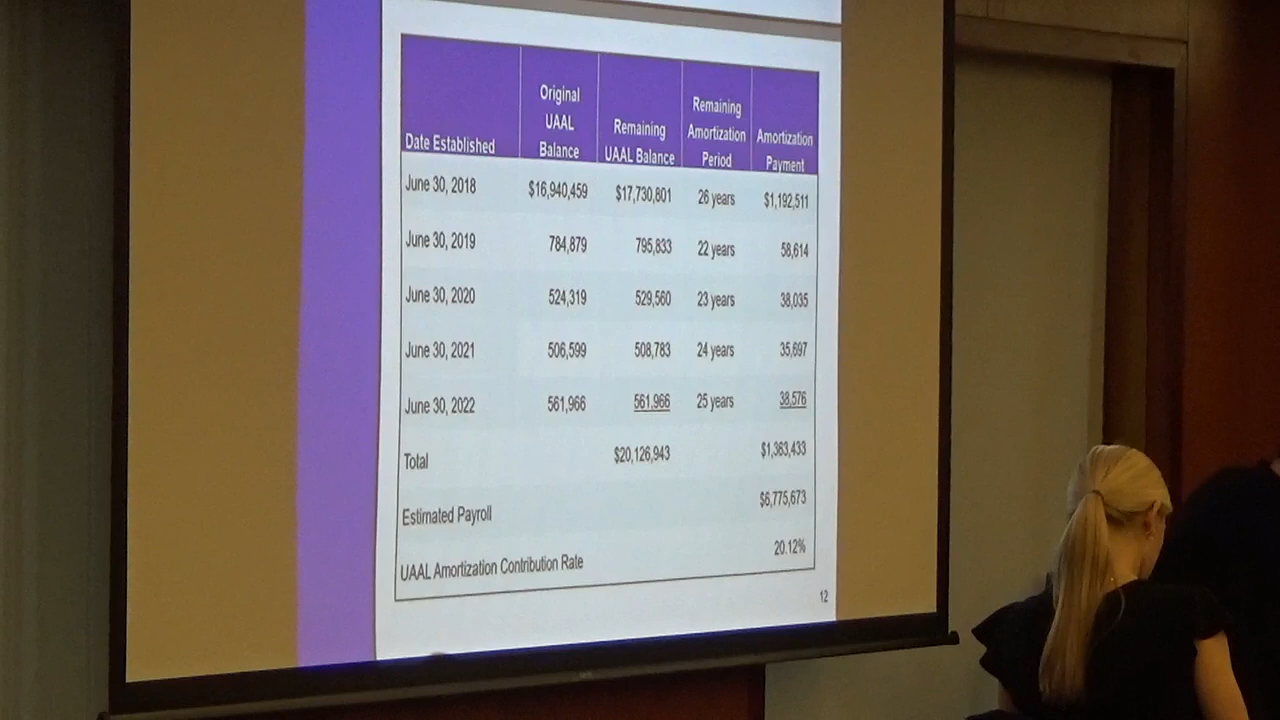 Date Established Original UAAL Balance Remaining UAAL Balance Remaining Amortization Period Amortization Payment
June 30, 2018 $16,940,459 $17,730,801 26 years $1,192,511
June 30, 2019 784,879 795,833 22 years 58,614
June 30, 2020 524,319 529,560 23 years 38,035
June 30, 2021 506,599 508,783 24 years 35,697
June 30, 2022 561,966 561,966 25 years 38,576
Total $20,126,943 $1,363,433
Estimated Payroll $6,775,673
UAAL Amortization Contribution Rate 20.12%
12